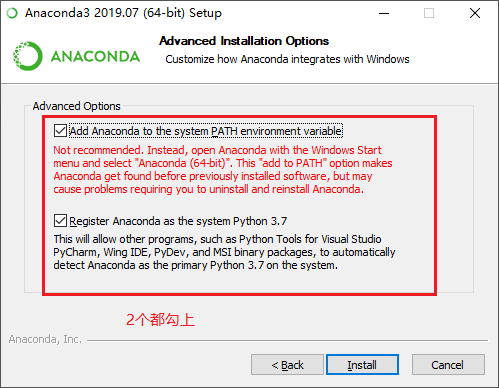 Anaconda3 2019.07 (64-bit) Setup
Advanced Installation Options
Customize how Anaconda integrates with Windows
ANACONDA
Advanced Options
Add Anaconda to the system PATH environment variable
Not recommended. Instead, open Anaconda with the Windows Start
menu and select "Anaconda (64-bit)". This "add to PATH" option makes
Anaconda get found before previously installed software, but may
cause problems requiring you to uninstall and reinstall Anaconda.
Register Anaconda as the system Python 3.7
This will allow other programs, such as Python Tools for Visual Studio
PyCharm, Wing IDE, PyDev, and MSI binary packages, to automatically
detect Anaconda as the primary Python 3.7 on the system.
2个都勾上
Anaconda, Inc.
< Back
Install
Cancel